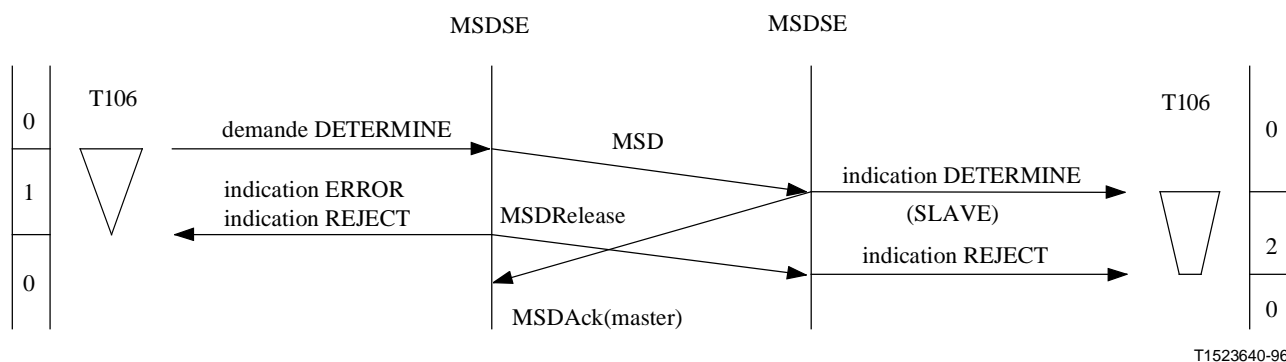 MSDSE
MSDSE
T106
T106
0
demande DETERMINE
MSD
0
1
indication ERROR
indication REJECT
MSDRelease
indication DETERMINE
(SLAVE)
2
0
indication REJECT
MSDAck(master)
0
T1523640-96